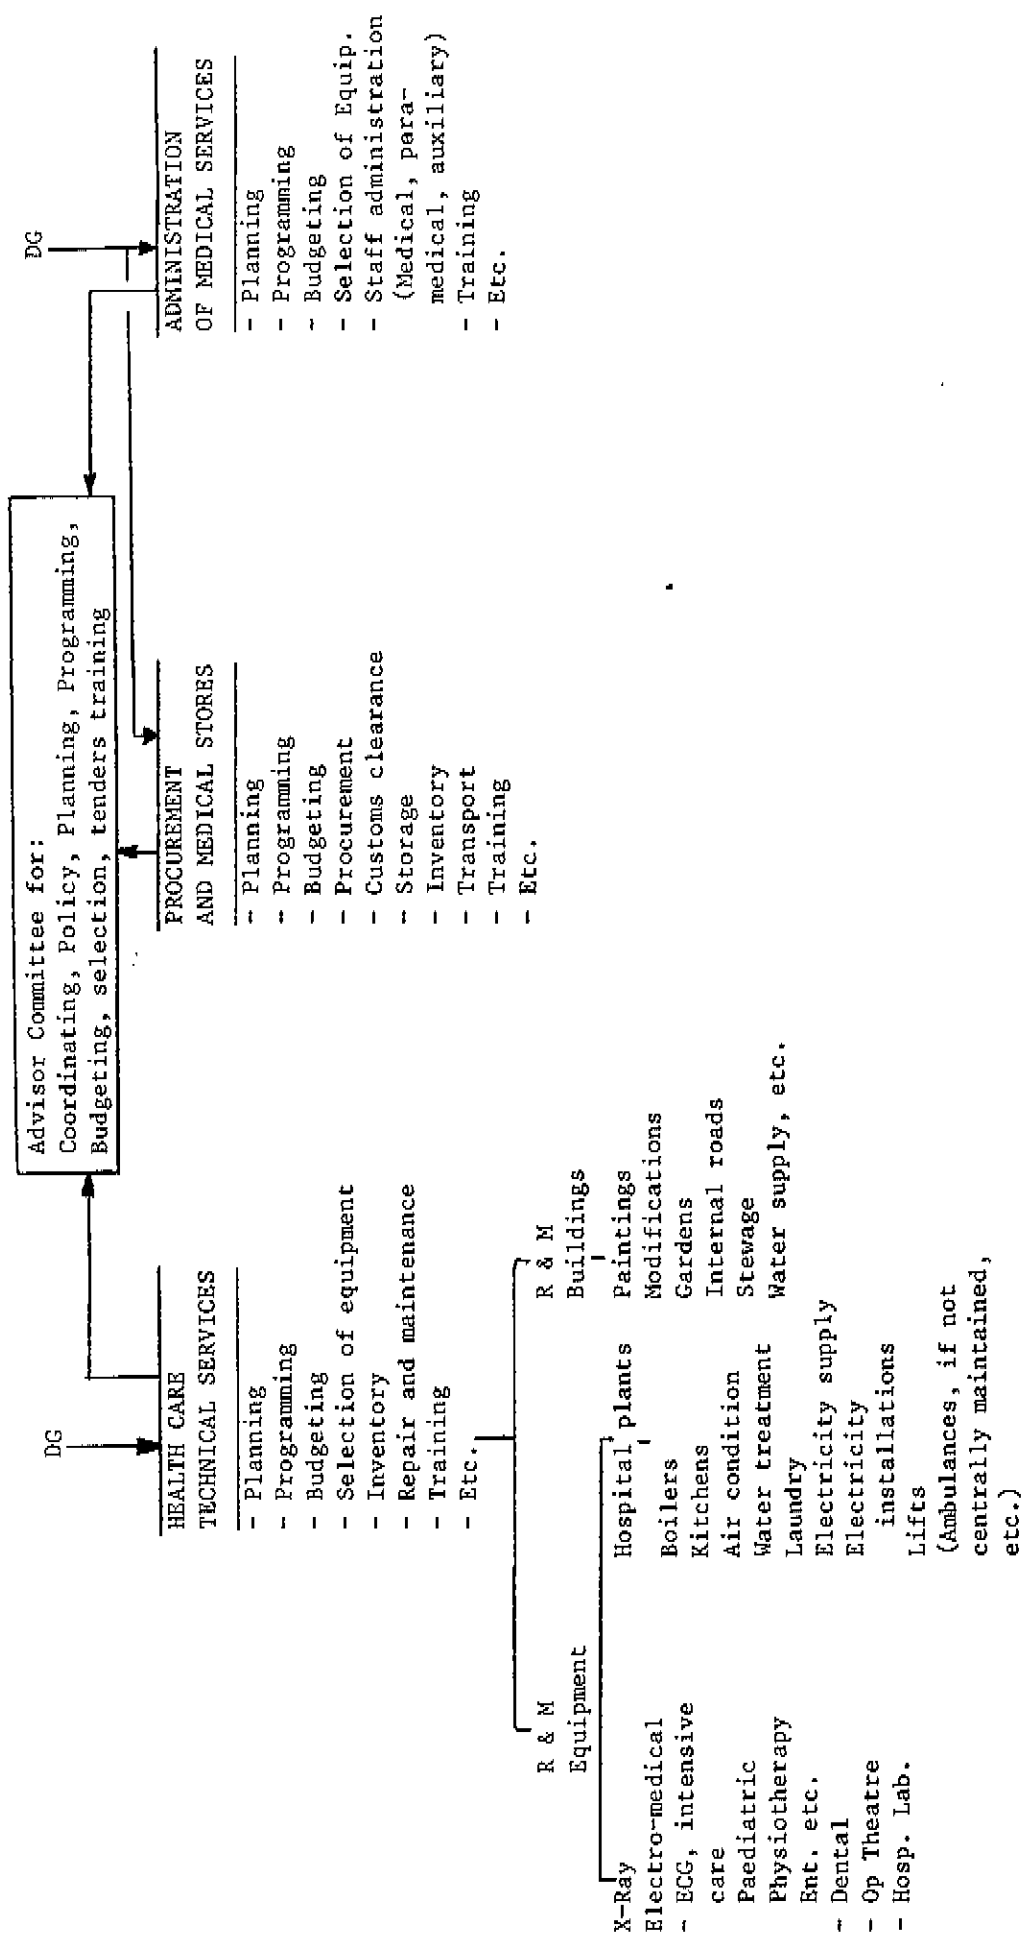 Advisor Committee for:
Coordinating, Policy, Planning, Programming,
Budgeting, selection, tenders training
DG
HEALTH CARE
TECHNICAL SERVICES
- Planning
- Programming
- Budgeting
- Selection of equipment
- Inventory
- Repair and maintenance
- Training
- Etc.
R & M
Equipment
X-Ray
Electro-medical
- ECG, intensive
care
Paediatric
Physiotherapy
Ent. etc.
- Dental
- Op Theatre
- Hosp. Lab.
Hospital plants
Boilers
Kitchens
Air condition
Water treatment
Laundry
Electricity supply
Electricity
installations
Lifts
(Ambulances, if not
centrally maintained,
etc.)
R & M
Buildings
Paintings
Modifications
Gardens
Internal roads
Stewage
Water supply, etc.
PROCUREMENT
AND MEDICAL STORES
- Planning
- Programming
- Budgeting
- Procurement
- Customs clearance
- Storage
- Inventory
- Transport
- Training
- Etc.
DG
ADMINISTRATION
OF MEDICAL SERVICES
- Planning
- Programming
- Budgeting
- Selection of Equip.
- Staff administration
(Medical, para-
medical, auxiliary)
- Training
- Etc.